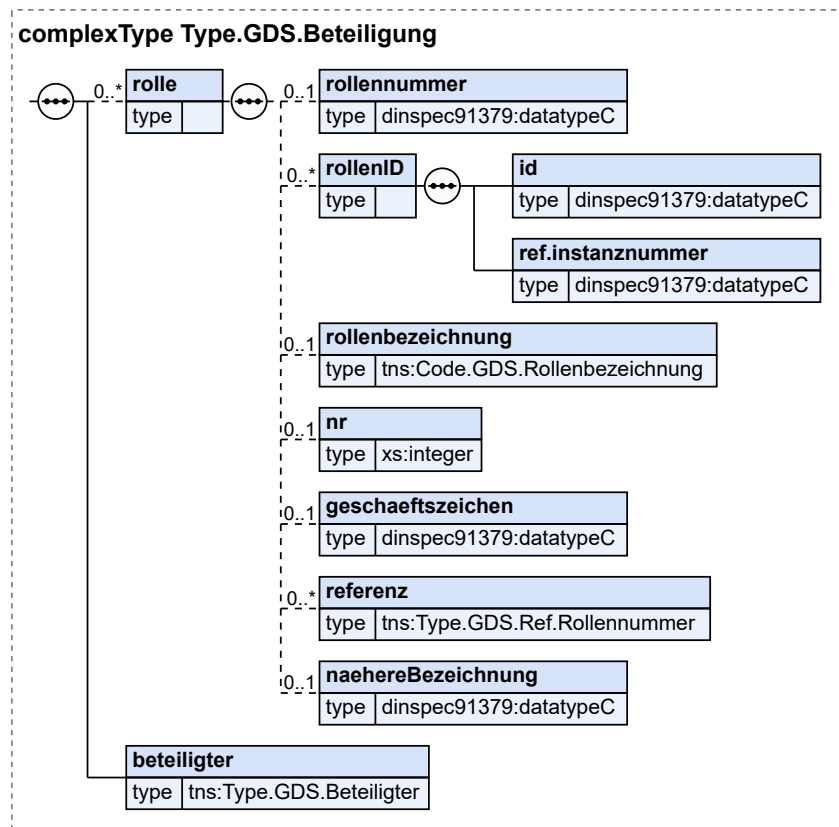 complexType Type.GDS.Beteiligung
0..* rolle
type
0..1 rollennummer
type dinspec91379:datatypeC
0..* rollenID
type
id
type dinspec91379:datatypeC
ref.instanznummer
type dinspec91379:datatypeC
0..1 rollenbezeichnung
type tns:Code.GDS.Rollenbezeichnung
0..1 nr
type xs:integer
0..1 geschaeftszeichen
type dinspec91379:datatypeC
0..* referenz
type tns:Type.GDS.Ref.Rollennummer
0..1 naehereBezeichnung
type dinspec91379:datatypeC
beteiligter
type tns:Type.GDS.Beteiligter